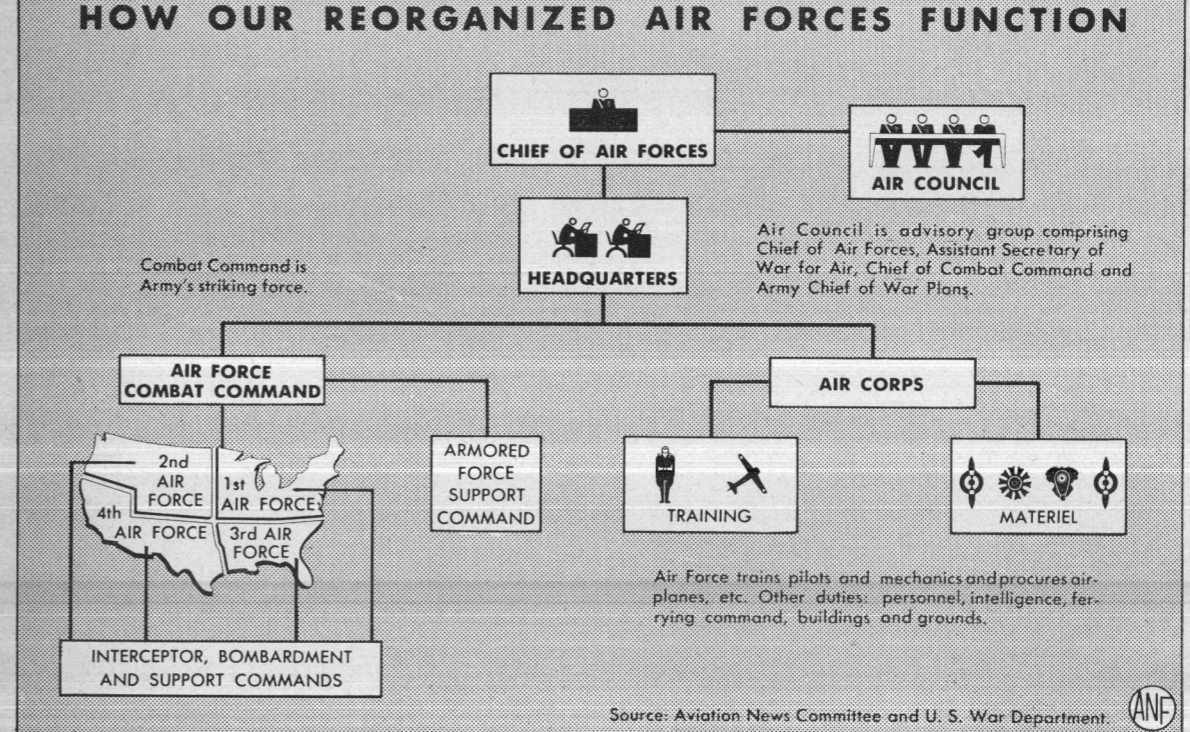 HOW OUR REORGANIZED AIR FORCES FUNCTION
CHIEF OF AIR FORCES
AIR COUNCIL
HEADQUARTERS
Air Council is advisory group comprising
Chief of Air Forces, Assistant Secretary of
War for Air, Chief of Combat Command and
Army Chief of War Plans.
Combat Command is
Army's striking force.
AIR FORCE
COMBAT COMMAND
AIR CORPS
2nd
AIR
FORCE
1st
AIR FORCE
4th
AIR FORCE
3rd AIR
FORCE
ARMORED
FORCE
SUPPORT
COMMAND
TRAINING
MATERIEL
Air Force trains pilots and mechanics and procures air-
planes, etc. Other duties: personnel, intelligence, fer-
rying command, buildings and grounds.
INTERCEPTOR, BOMBARDMENT
AND SUPPORT COMMANDS
Source: Aviation News Committee and U. S. War Department.
ANF